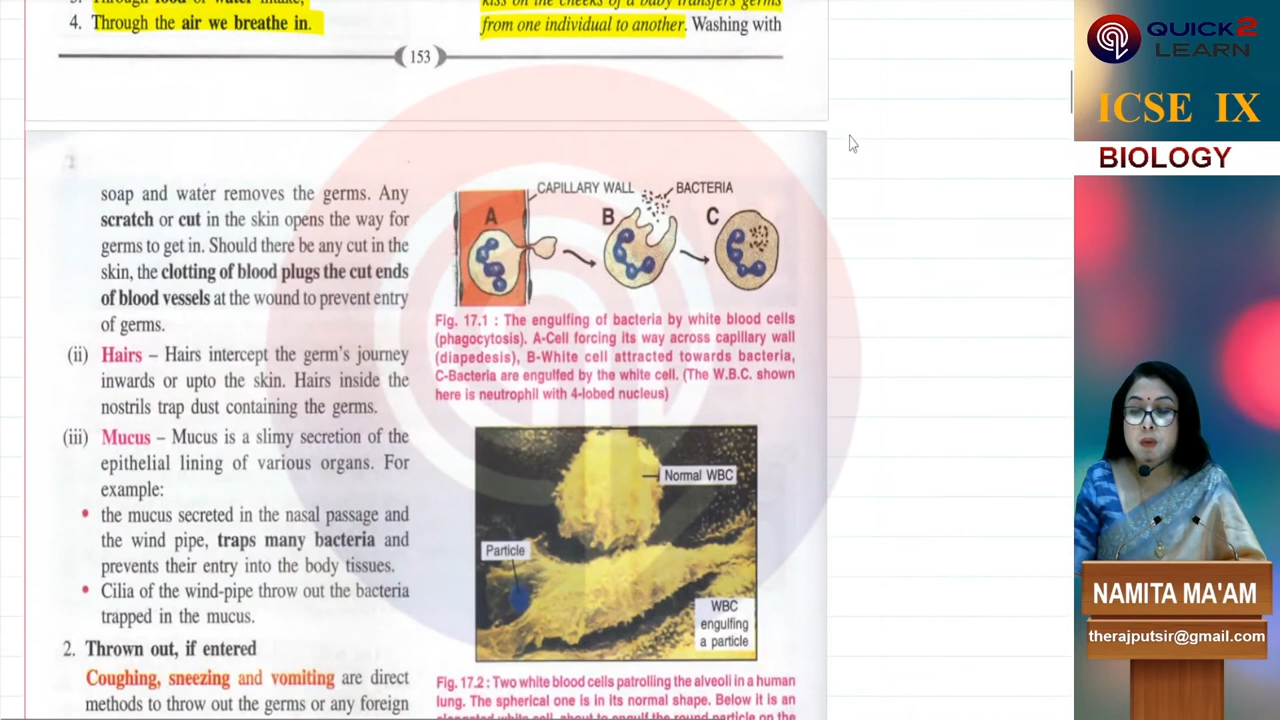 4. Through the air we breathe in.
kiss on the cheeks of a baby transfers germs
from one individual to another. Washing with
153
soap and water removes the germs. Any
scratch or cut in the skin opens the way for
germs to get in. Should there be any cut in the
skin, the clotting of blood plugs the cut ends
of blood vessels at the wound to prevent entry
of germs.
(ii) Hairs – Hairs intercept the germ's journey
inwards or upto the skin. Hairs inside the
nostrils trap dust containing the germs.
(iii) Mucus – Mucus is a slimy secretion of the
epithelial lining of various organs. For
example:
• the mucus secreted in the nasal passage and
the wind pipe, traps many bacteria and
prevents their entry into the body tissues.
• Cilia of the wind-pipe throw out the bacteria
trapped in the mucus.
2. Thrown out, if entered
Coughing, sneezing and vomiting are direct
methods to throw out the germs or any foreign
CAPILLARY WALL
BACTERIA
A
B
C
Fig. 17.1 : The engulfing of bacteria by white blood cells
(phagocytosis). A-Cell forcing its way across capillary wall
(diapedesis), B-White cell attracted towards bacteria,
C-Bacteria are engulfed by the white cell. (The W.B.C. shown
here is neutrophil with 4-lobed nucleus)
Normal WBC
Particle
WBC
engulfing
a particle
Fig. 17.2 : Two white blood cells patrolling the alveoli in a human
lung. The spherical one is in its normal shape. Below it is an
QUICK2
LEARN
ICSE IX
BIOLOGY
NAMITA MA'AM
therajputsir@gmail.com